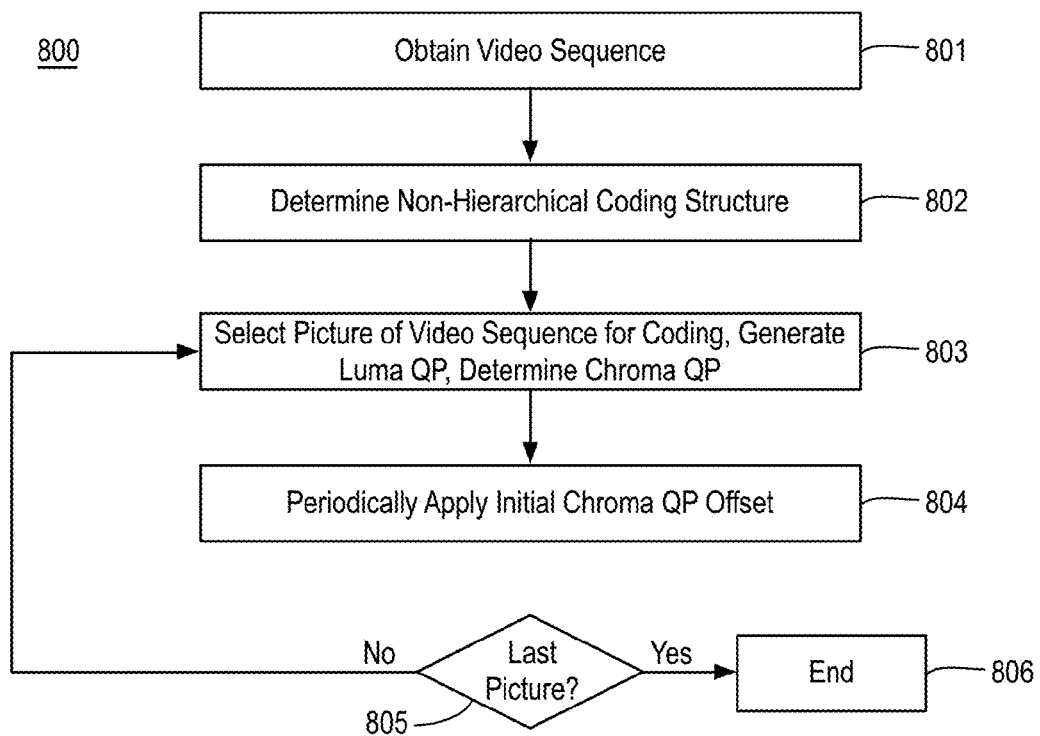 800
Obtain Video Sequence
801
Determine Non-Hierarchical Coding Structure
802
Select Picture of Video Sequence for Coding, Generate
Luma QP, Determine Chroma QP
803
Periodically Apply Initial Chroma QP Offset
804
No
Last
Picture?
Yes
805
End
806